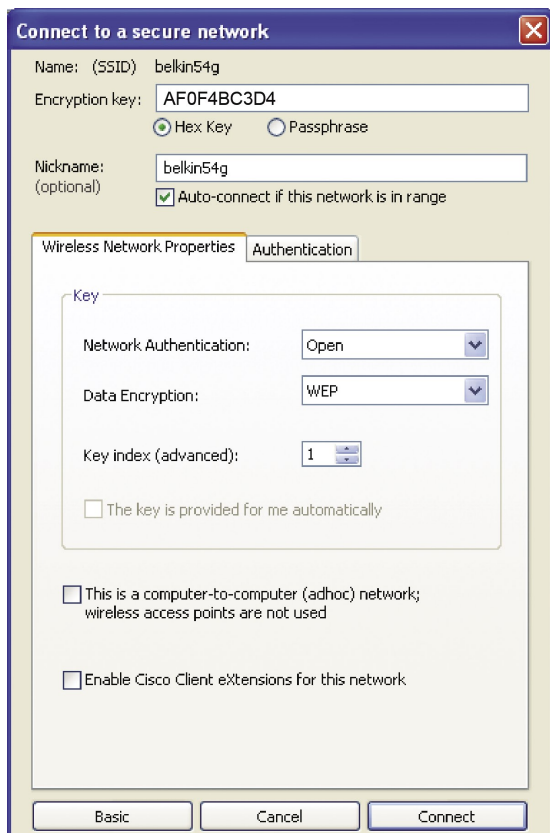 Connect to a secure network
Name: (SSID) belkin54g
Encryption key: AF0F4BC3D4
Hex Key Passphrase
Nickname: belkin54g
(optional)
Auto-connect if this network is in range
Wireless Network Properties Authentication
Key
Network Authentication: Open
Data Encryption: WEP
Key index (advanced): 1
The key is provided for me automatically
This is a computer-to-computer (adhoc) network;
wireless access points are not used
Enable Cisco Client eXtensions for this network
Basic Cancel Connect